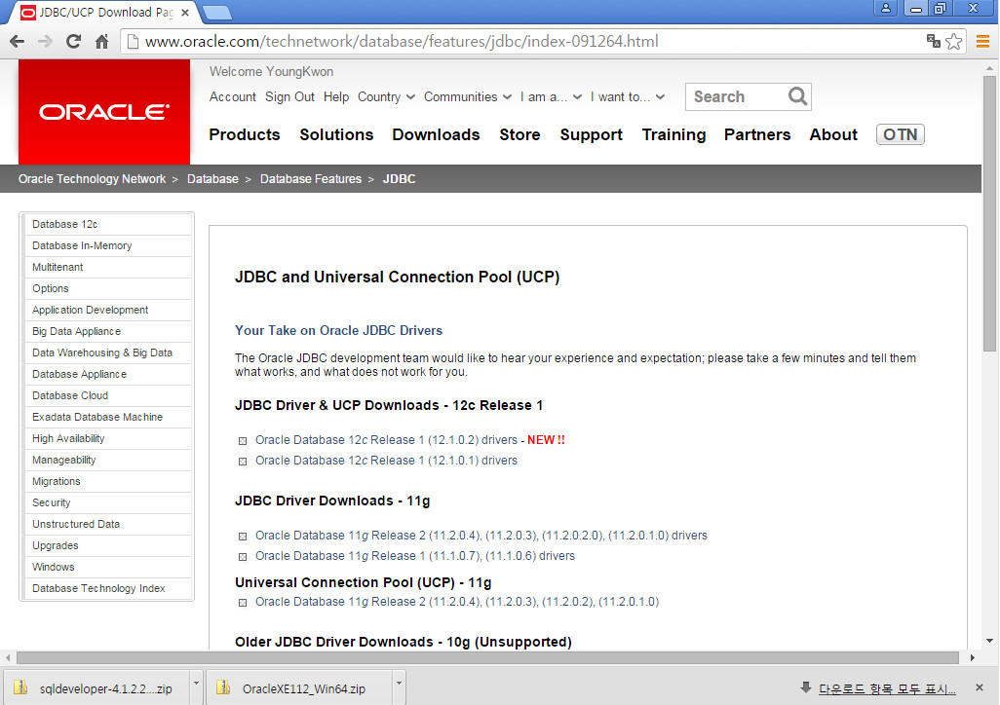 JDBC/UCP Download Pag
www.oracle.com/technetwork/database/features/jdbc/index-091264.html
ORACLE
Welcome YoungKwon
Account Sign Out Help Country Communities I am a... I want to... Search
Products Solutions Downloads Store Support Training Partners About OTN
Oracle Technology Network > Database > Database Features > JDBC
Database 12c
Database In-Memory
Multitenant
Options
Application Development
Big Data Appliance
Data Warehousing & Big Data
Database Appliance
Database Cloud
Exadata Database Machine
High Availability
Manageability
Migrations
Security
Unstructured Data
Upgrades
Windows
Database Technology Index
JDBC and Universal Connection Pool (UCP)
Your Take on Oracle JDBC Drivers
The Oracle JDBC development team would like to hear your experience and expectation; please take a few minutes and tell them
what works, and what does not work for you.
JDBC Driver & UCP Downloads - 12c Release 1
Oracle Database 12c Release 1 (12.1.0.2) drivers - NEW !!
Oracle Database 12c Release 1 (12.1.0.1) drivers
JDBC Driver Downloads - 11g
Oracle Database 11g Release 2 (11.2.0.4), (11.2.0.3), (11.2.0.2.0), (11.2.0.1.0) drivers
Oracle Database 11g Release 1 (11.1.0.7), (11.1.0.6) drivers
Universal Connection Pool (UCP) - 11g
Oracle Database 11g Release 2 (11.2.0.4), (11.2.0.3), (11.2.0.2), (11.2.0.1.0)
Older JDBC Driver Downloads - 10g (Unsupported)
sqldeveloper-4.1.2.2....zip
OracleXE112_Win64.zip
다운로드 항목 모두 표시...